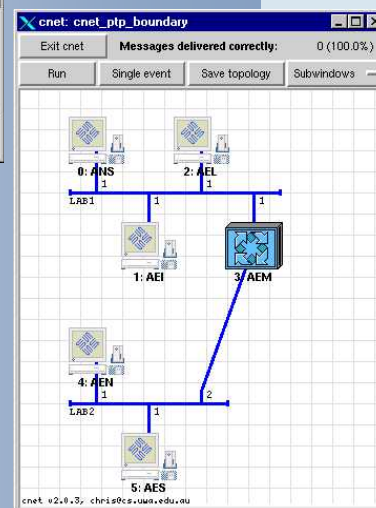 cnet: cnet_ptp_boundary
Exit cnet Messages delivered correctly: 0 (100.0%)
Run Single event Save topology Subwindows
0: ANS 2: AEL
1 1
LAB1 1 1
1: AEI 3: AEM
4: AEN
1 2
LAB2 1
5: AES
cnet v2.0.3, chris@cs.uwa.edu.au